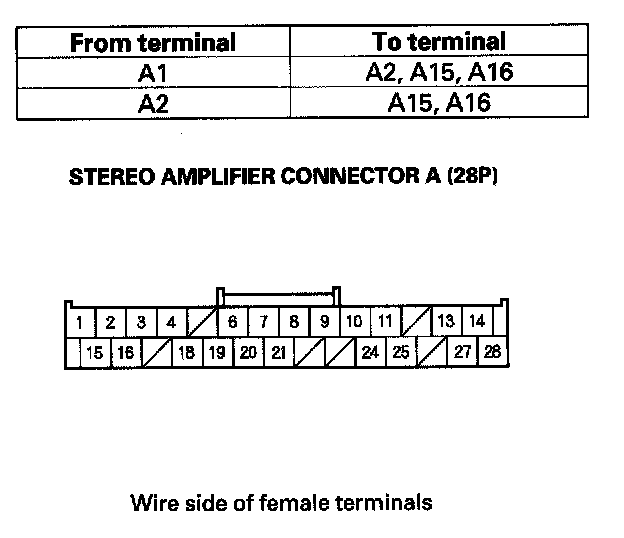 From terminal To terminal
A1 A2, A15, A16
A2 A15, A16
STEREO AMPLIFIER CONNECTOR A (28P)
1 2 3 4 6 7 8 9 10 11 13 14
15 16 18 19 20 21 24 25 27 28
Wire side of female terminals